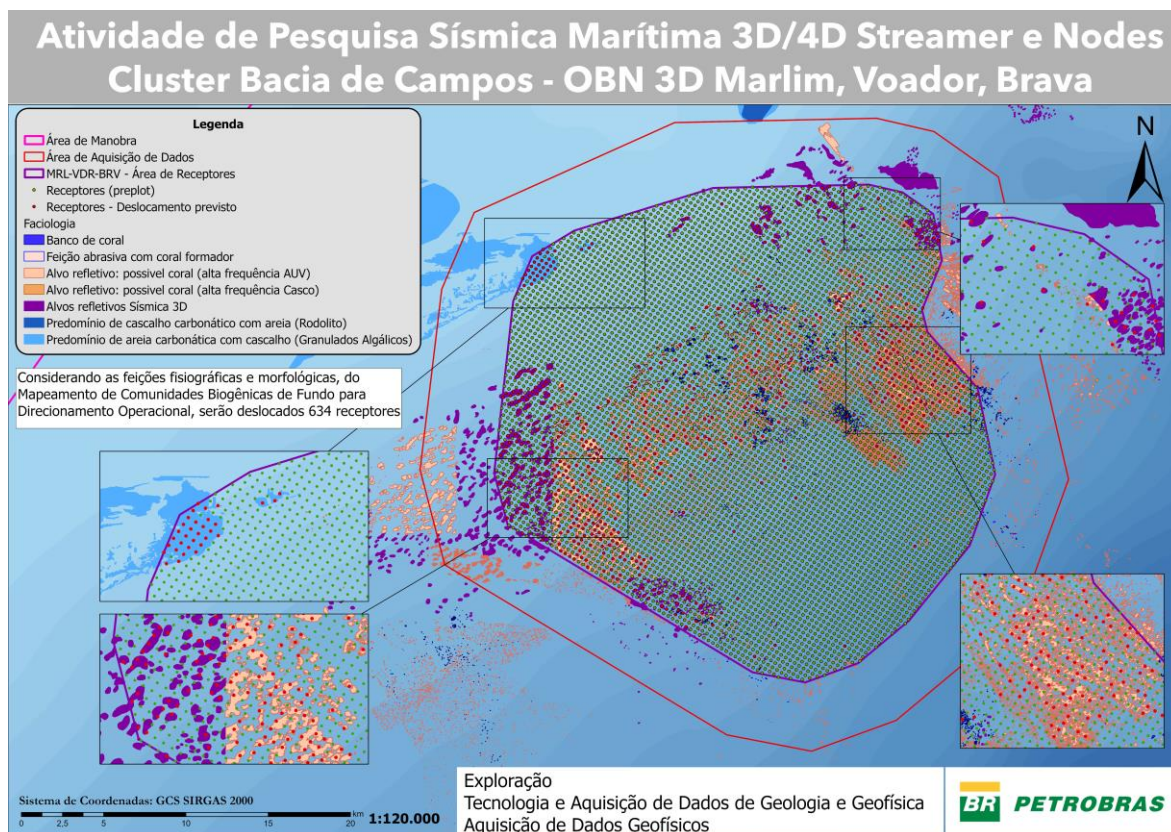 Atividade de Pesquisa Sísmica Marítima 3D/4D Streamer e Nodes
Cluster Bacia de Campos - OBN 3D Marlim, Voador, Brava
Legenda
Área de Manobra
Área de Aquisição de Dados
MRL-VDR-BRV - Área de Receptores
Receptores (preplot)
Receptores - Deslocamento previsto
Faciologia
Banco de coral
Feição abrasiva com coral formador
Alvo refletivo: possivel coral (alta frequência AUV)
Alvo refletivo: possivel coral (alta frequência Casco)
Alvos refletivos Sísmica 3D
Predomínio de cascalho carbonático com areia (Rodolito)
Predomínio de areia carbonática com cascalho (Granulados Algálicos)
N
Considerando as feições fisiográficas e morfológicas, do
Mapeamento de Comunidades Biogênicas de Fundo para
Direcionamento Operacional, serão deslocados 634 receptores
Sistema de Coordenadas: GCS SIRGAS 2000
km
0 2,5 5 10 15 20
1:120.000
Exploração
Tecnologia e Aquisição de Dados de Geologia e Geofísica
Aquisição de Dados Geofísicos
BR PETROBRAS